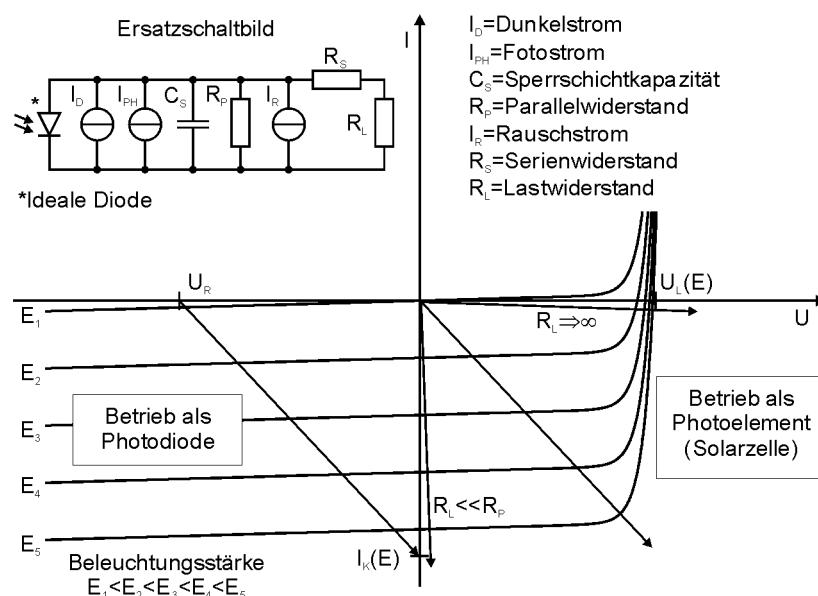 Ersatzschaltbild
I_D
I_PH
C_S
R_P
I_R
R_S
R_L
*
*Ideale Diode
I
I_D=Dunkelstrom
I_PH=Fotostrom
C_S=Sperrschichtkapazität
R_P=Parallelwiderstand
I_R=Rauschstrom
R_S=Serienwiderstand
R_L=Lastwiderstand
U_R
U_L(E)
U
R_L⇒∞
E_1
E_2
E_3
E_4
E_5
Betrieb als
Photodiode
Betrieb als
Photoelement
(Solarzelle)
R_L<<R_P
I_K(E)
Beleuchtungsstärke
E_1<E_2<E_3<E_4<E_5